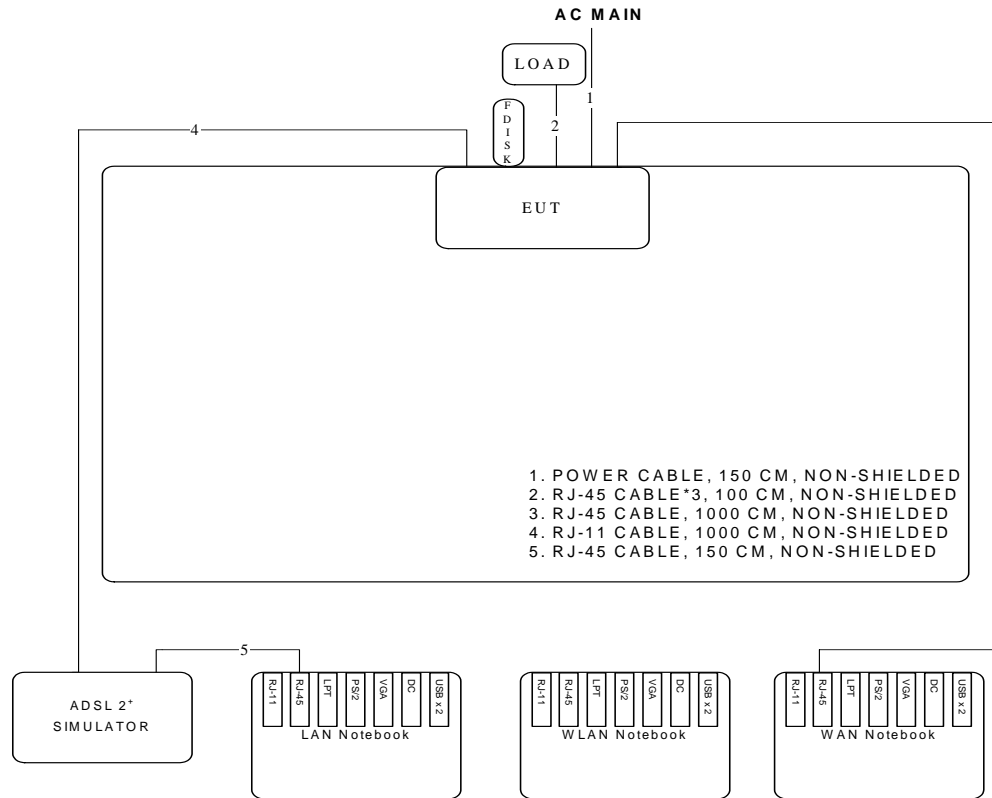 AC MAIN
LOAD
1
FDISK
2
4
EUT
1. POWER CABLE, 150 CM, NON-SHIELDED
2. RJ-45 CABLE*3, 100 CM, NON-SHIELDED
3. RJ-45 CABLE, 1000 CM, NON-SHIELDED
4. RJ-11 CABLE, 1000 CM, NON-SHIELDED
5. RJ-45 CABLE, 150 CM, NON-SHIELDED
5
ADSL 2+
SIMULATOR
RJ-11
RJ-45
LPT
PS/2
VGA
DC
USB x 2
LAN Notebook
RJ-11
RJ-45
LPT
PS/2
VGA
DC
USB x 2
WLAN Notebook
RJ-11
RJ-45
LPT
PS/2
VGA
DC
USB x 2
WAN Notebook